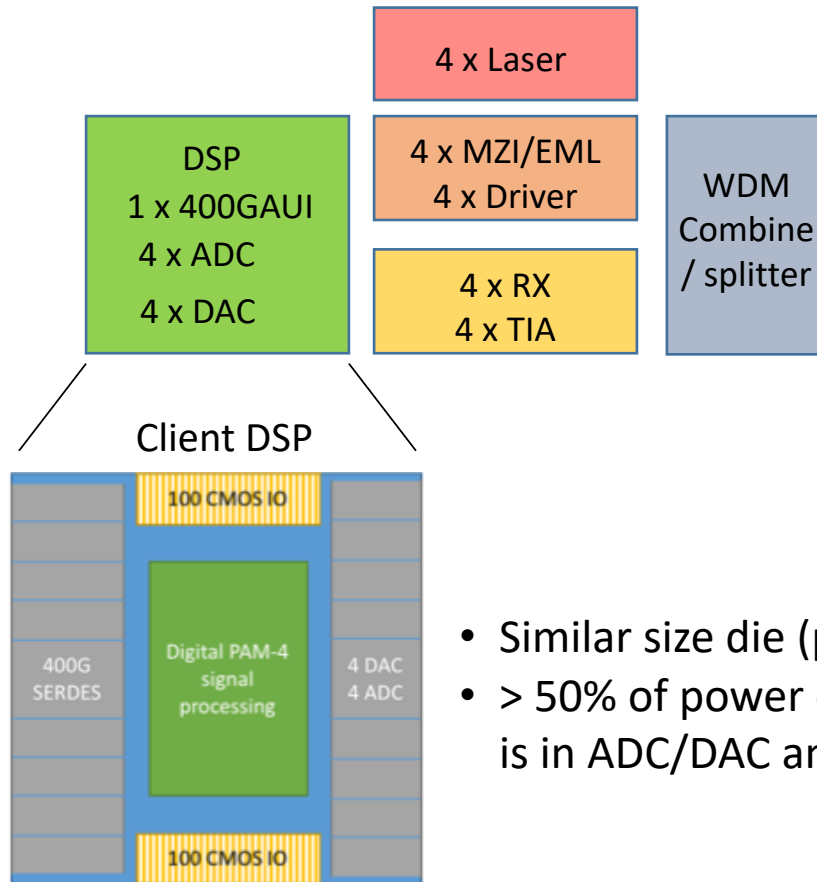 4 x Laser
DSP
1 x 400GAUI
4 x ADC
4 x DAC
4 x MZI/EML
4 x Driver
4 x RX
4 x TIA
WDM
Combine
/ splitter
Client DSP
100 CMOS IO
400G
SERDES
Digital PAM-4
signal
processing
4 DAC
4 ADC
100 CMOS IO
• Similar size die (
• > 50% of power
is in ADC/DAC